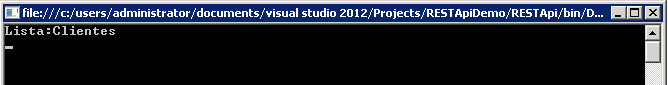 file:///c:/users/administrator/documents/visual studio 2012/Projects/RESTApiDemo/RESTApi/bin/D...
Lista:Clientes